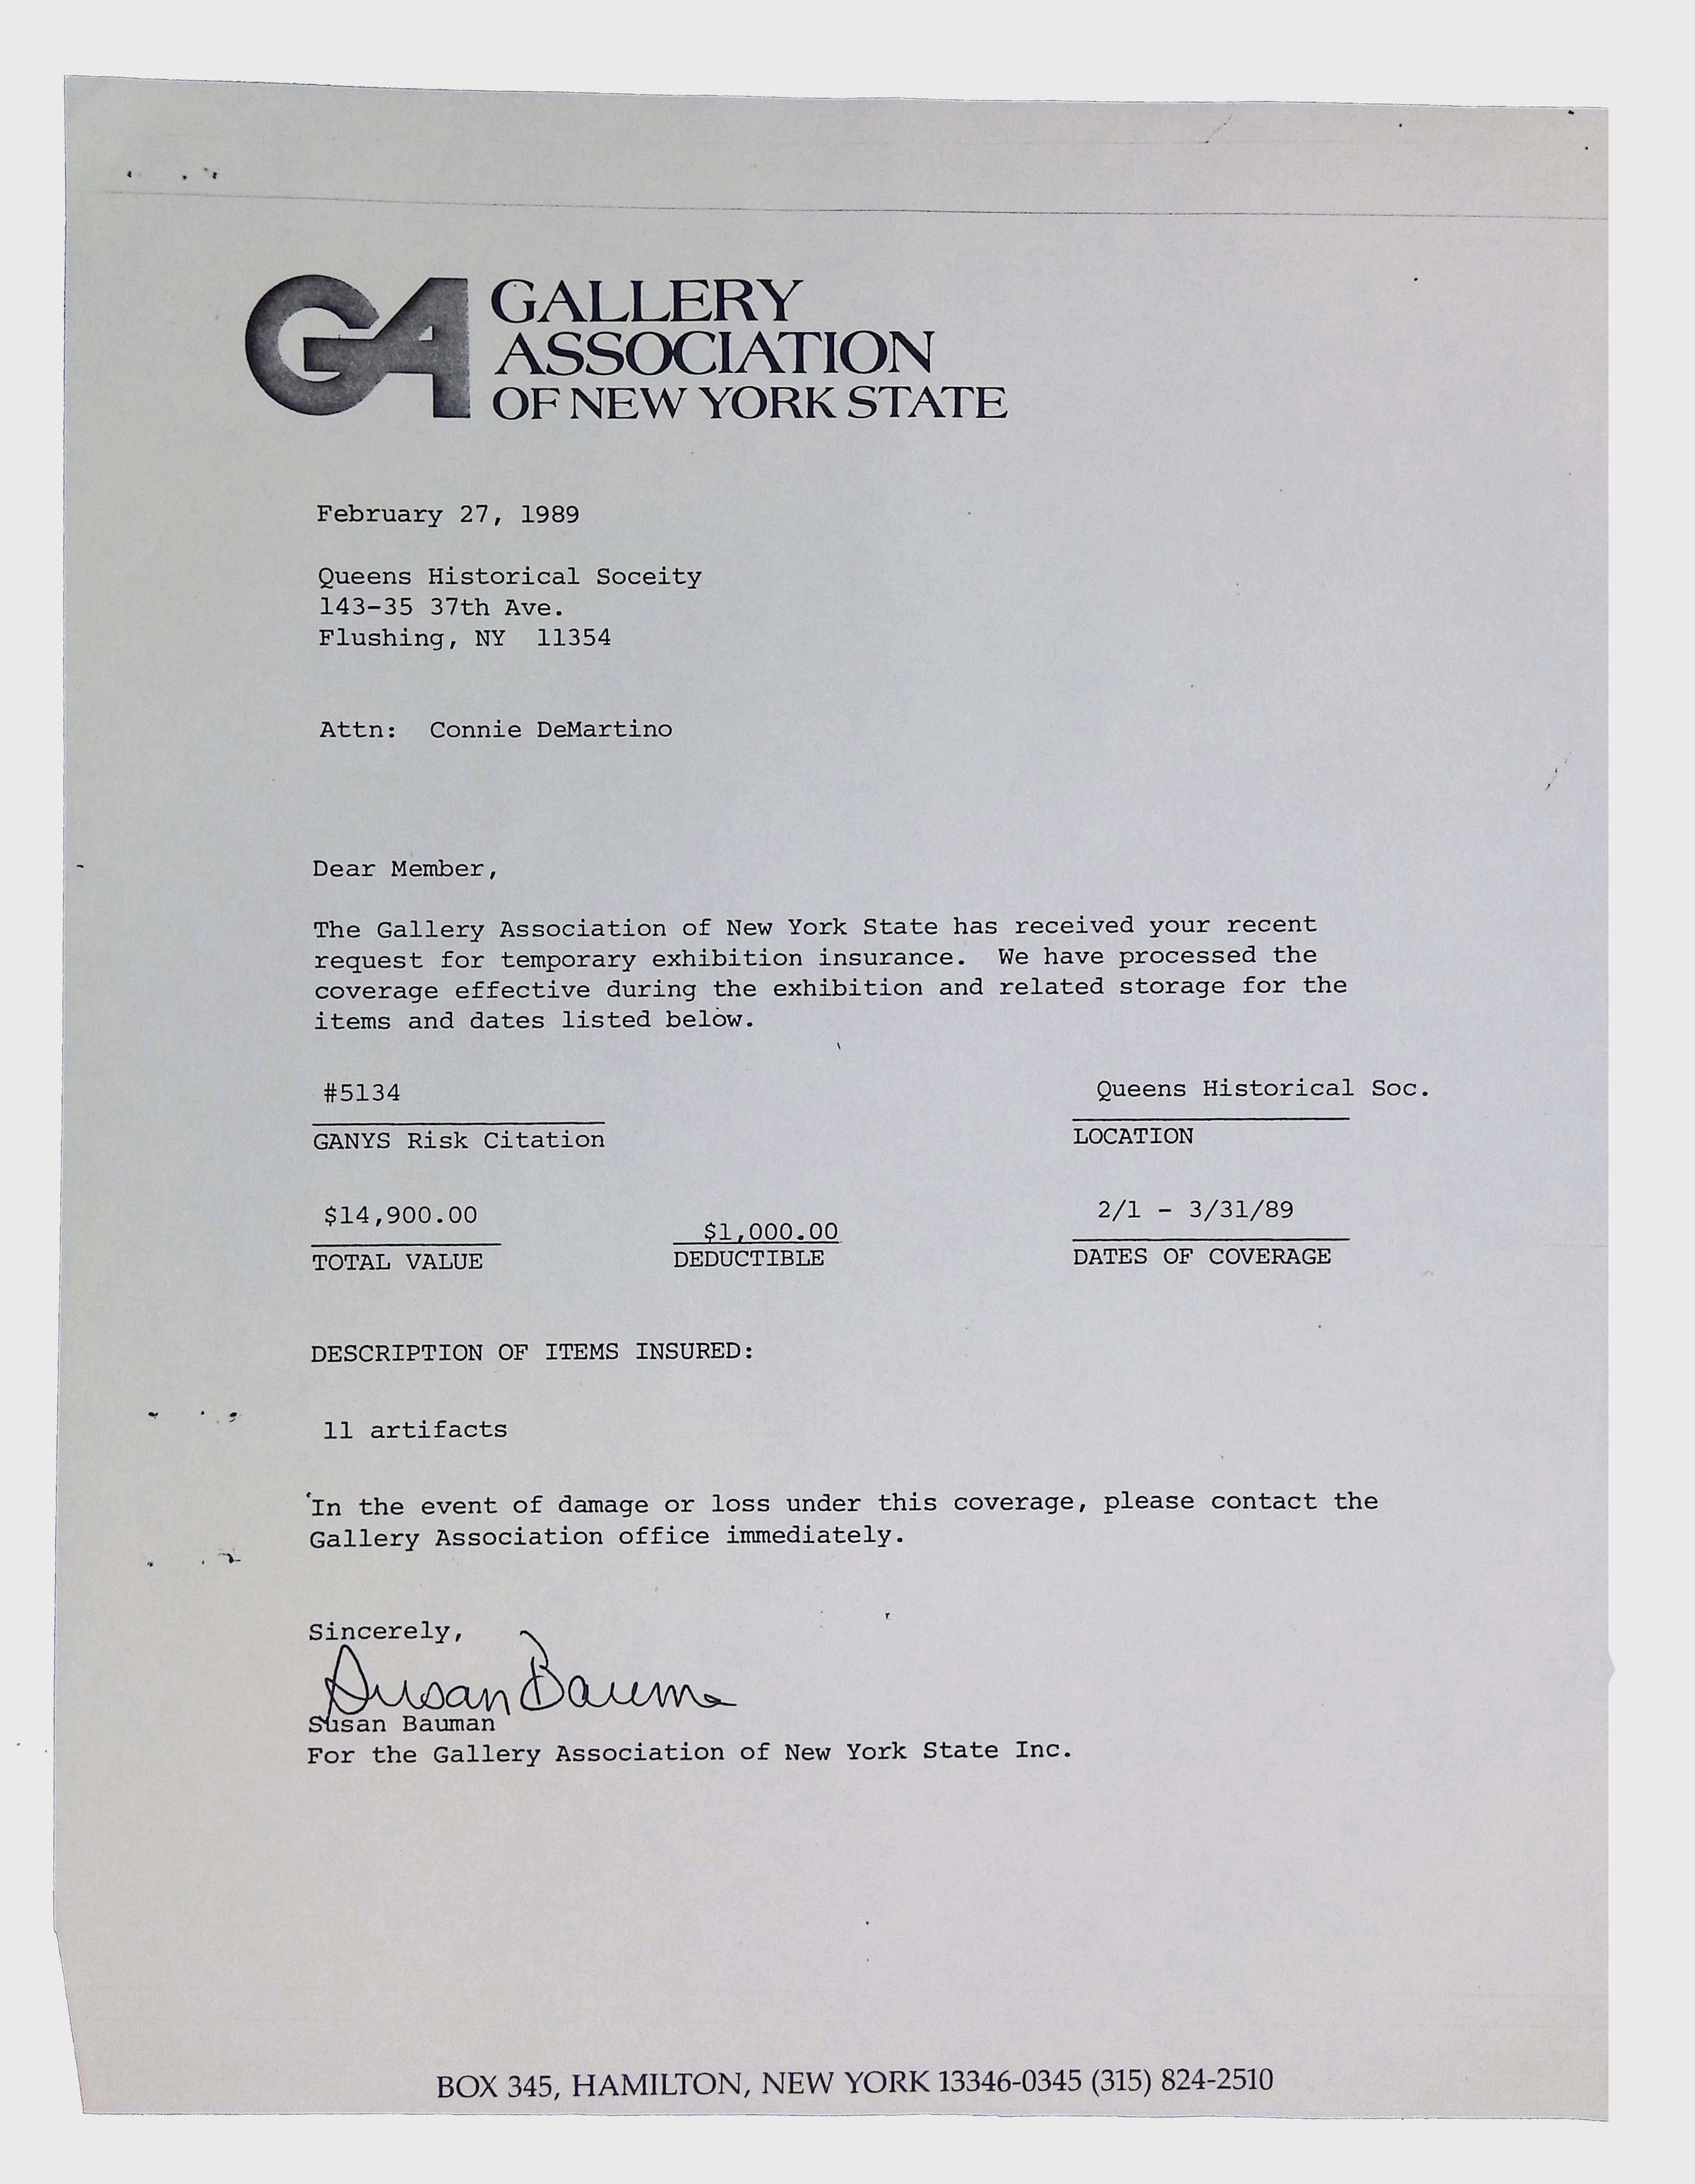 GA GALLERY
ASSOCIATION
OF NEW YORK STATE
February 27, 1989
Queens Historical Soceity
143-35 37th Ave.
Flushing, NY 11354
Attn: Connie DeMartino
Dear Member,
The Gallery Association of New York State has received your recent
request for temporary exhibition insurance. We have processed the
coverage effective during the exhibition and related storage for the
items and dates listed below.
#5134 Queens Historical Soc.
GANYS Risk Citation LOCATION
$14,900.00 $1,000.00 2/1 - 3/31/89
TOTAL VALUE DEDUCTIBLE DATES OF COVERAGE
DESCRIPTION OF ITEMS INSURED:
11 artifacts
In the event of damage or loss under this coverage, please contact the
Gallery Association office immediately.
Sincerely,
Susan Bauman
Susan Bauman
For the Gallery Association of New York State Inc.
BOX 345, HAMILTON, NEW YORK 13346-0345 (315) 824-2510